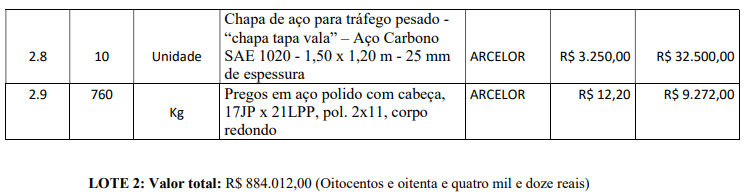 Chapa de aço para tráfego pesado -
“chapa tapa vala” – Aço Carbono
2.8 10 Unidade SAE 1020 - 1,50 x 1,20 m - 25 mm ARCELOR R$ 3.250,00 R$ 32.500,00
de espessura
2.9 760 Pregos em aço polido com cabeça, ARCELOR R$ 12,20 R$ 9.272,00
Kg 17JP x 21LPP, pol. 2x11, corpo
redondo
LOTE 2: Valor total: R$ 884.012,00 (Oitocentos e oitenta e quatro mil e doze reais)